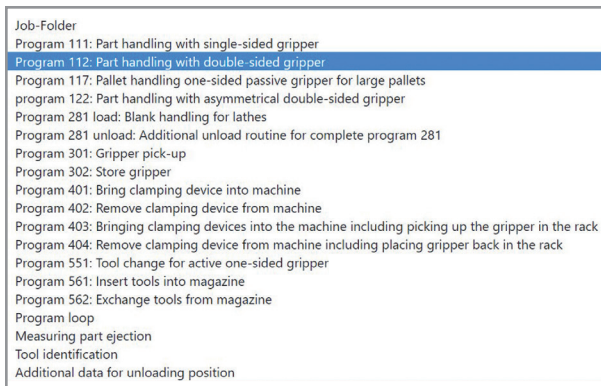 Job-Folder
Program 111: Part handling with single-sided gripper
Program 112: Part handling with double-sided gripper
Program 117: Pallet handling one-sided passive gripper for large pallets
program 122: Part handling with asymmetrical double-sided gripper
Program 281 load: Blank handling for lathes
Program 281 unload: Additional unload routine for complete program 281
Program 301: Gripper pick-up
Program 302: Store gripper
Program 401: Bring clamping device into machine
Program 402: Remove clamping device from machine
Program 403: Bringing clamping devices into the machine including picking up the gripper in the rack
Program 404: Remove clamping device from machine including placing gripper back in the rack
Program 551: Tool change for active one-sided gripper
Program 561: Insert tools into magazine
Program 562: Exchange tools from magazine
Program loop
Measuring part ejection
Tool identification
Additional data for unloading position